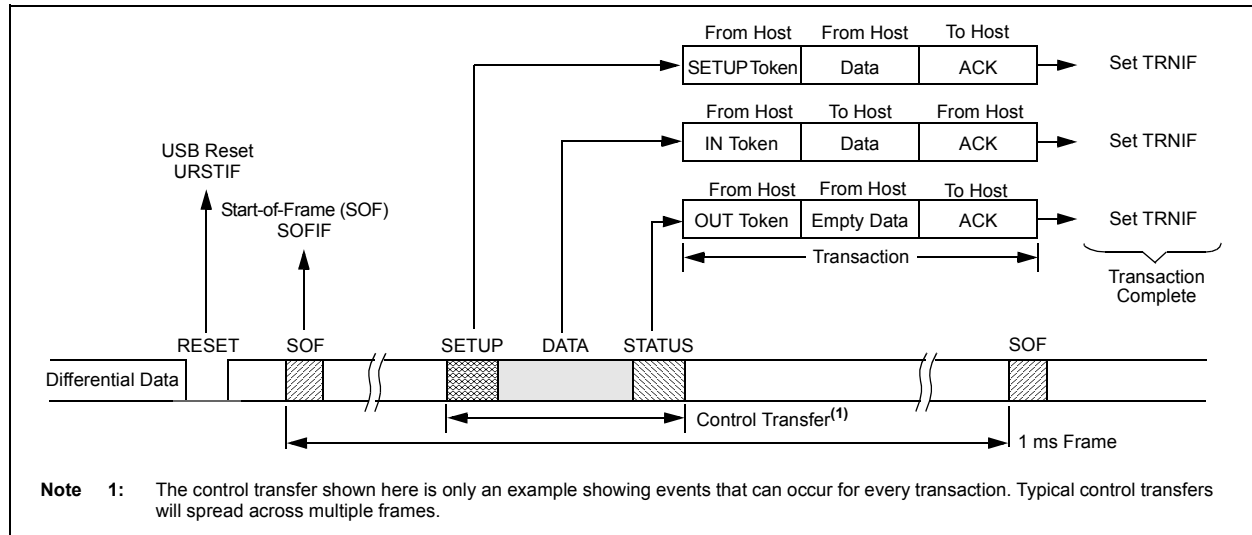 From Host From Host To Host
SETUP Token Data ACK Set TRNIF
From Host To Host From Host
IN Token Data ACK Set TRNIF
USB Reset
URSTIF
From Host From Host To Host
Start-of-Frame (SOF)
SOFIF
OUT Token Empty Data ACK Set TRNIF
Transaction
Transaction
Complete
RESET SOF SETUP DATA STATUS SOF
Differential Data
Control Transfer(1)
1 ms Frame
Note 1: The control transfer shown here is only an example showing events that can occur for every transaction. Typical control transfers
will spread across multiple frames.